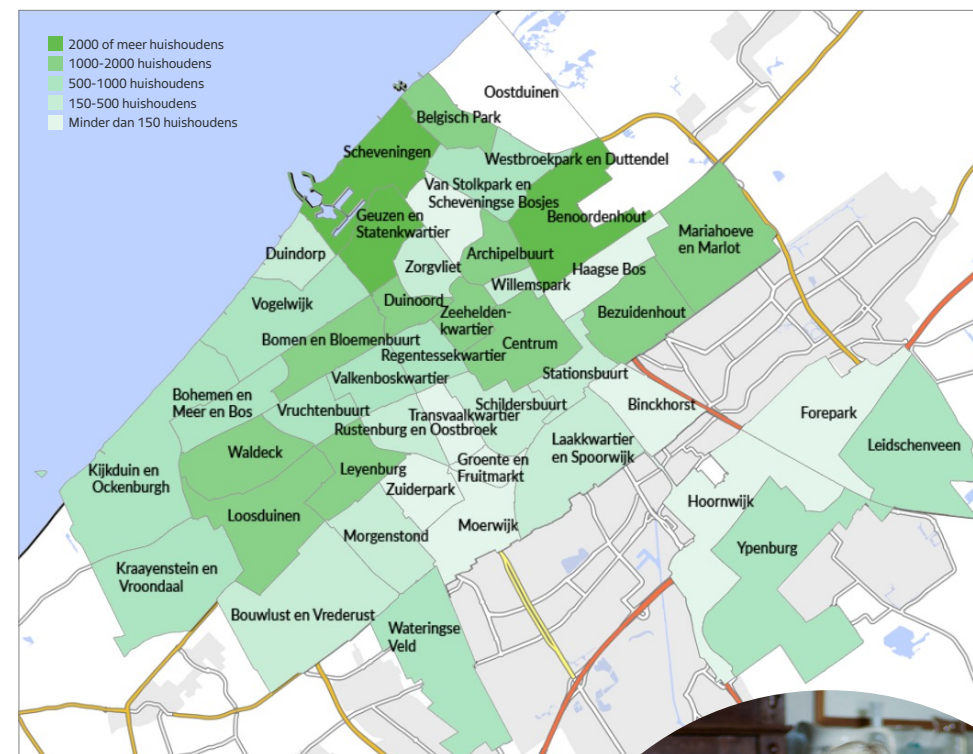 2000 of meer huishoudens
1000-2000 huishoudens
500-1000 huishoudens
150-500 huishoudens
Minder dan 150 huishoudens
Oostduinen
Belgisch Park
Scheveningen
Westbroekpark en Duttendel
Van Stolkpark en
Scheveningse Bosjes
Geuzen en
Statenkwartier
Benoordenhout
Mariahoeve
en Marlot
Duindorp
Zorgvliet
Archipelbuurt
Haagse Bos
Willemspark
Vogelwijk
Duinoord
Zeehelden-
kwartier
Bezuidenhout
Bomen en Bloemenbuurt
Centrum
Regentessekwartier
Stationsbuurt
Valkenboskwartier
Bohemen en
Meer en Bos
Vruchtenbuurt
Transvaalkwartier
Schildersbuurt
Binckhorst
Forepark
Rustenburg en Oostbroek
Laakkwartier
en Spoorwijk
Leidschenveen
Waldeck
Leyenburg
Groente en
Fruitmarkt
Kijkduin en
Ockenburgh
Zuiderpark
Hoornwijk
Loosduinen
Moerwijk
Morgenstond
Ypenburg
Kraayenstein en
Vroondaal
Bouwlust en Vrederust
Wateringse
Veld